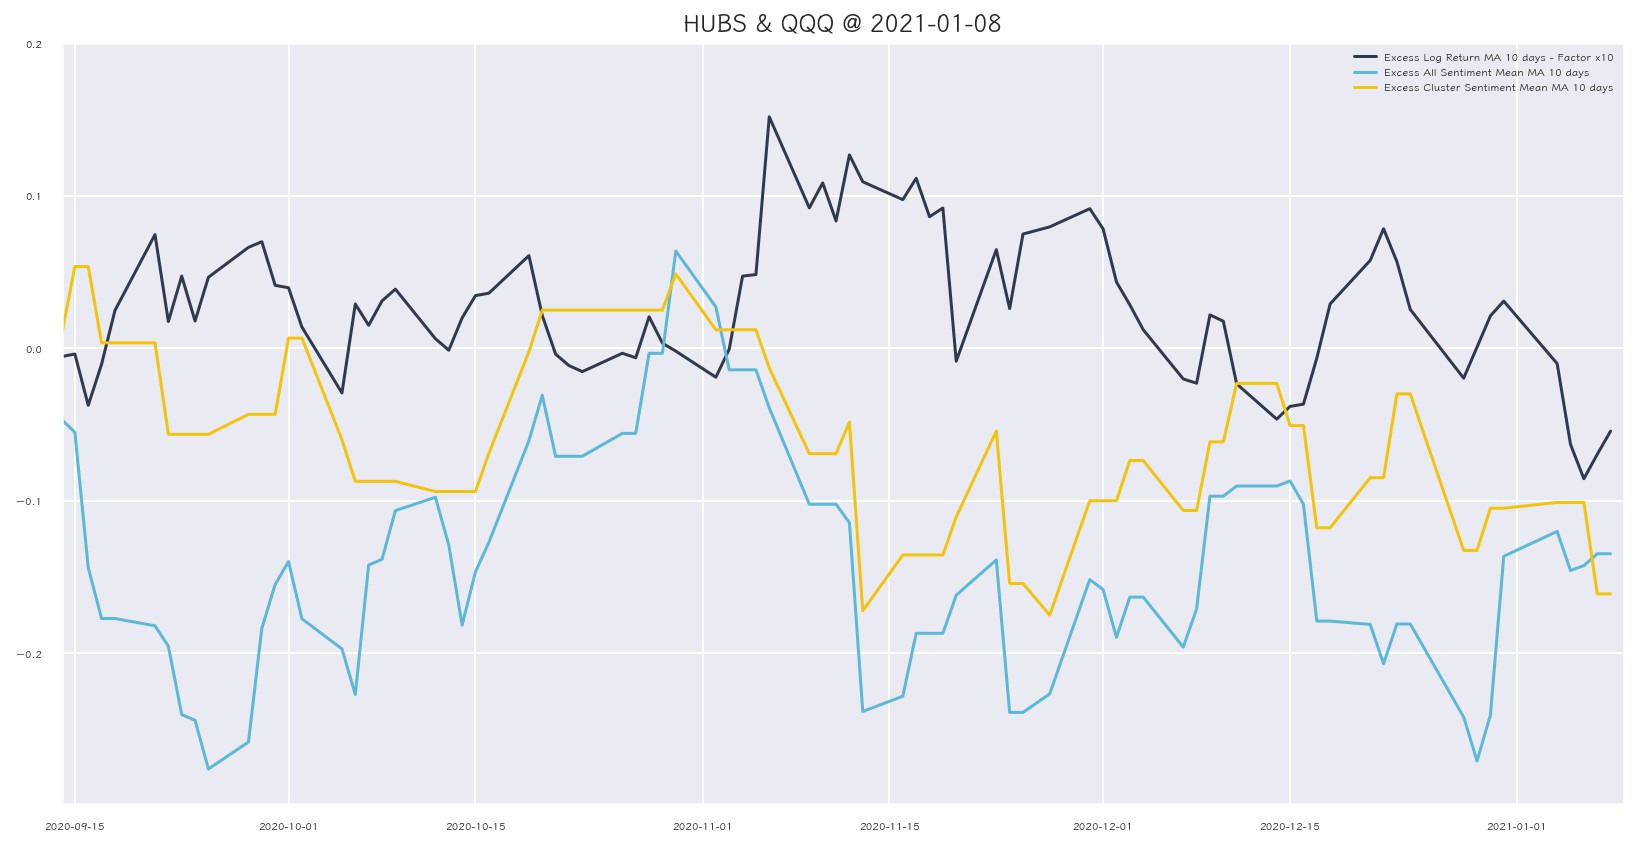 HUBS & QQQ @ 2021-01-08
Excess Log Return MA 10 days - Factor x10
Excess All Sentiment Mean MA 10 days
Excess Cluster Sentiment Mean MA 10 days
0.2
0.1
0.0
−0.1
−0.2
2020-09-15 2020-10-01 2020-10-15 2020-11-01 2020-11-15 2020-12-01 2020-12-15 2021-01-01